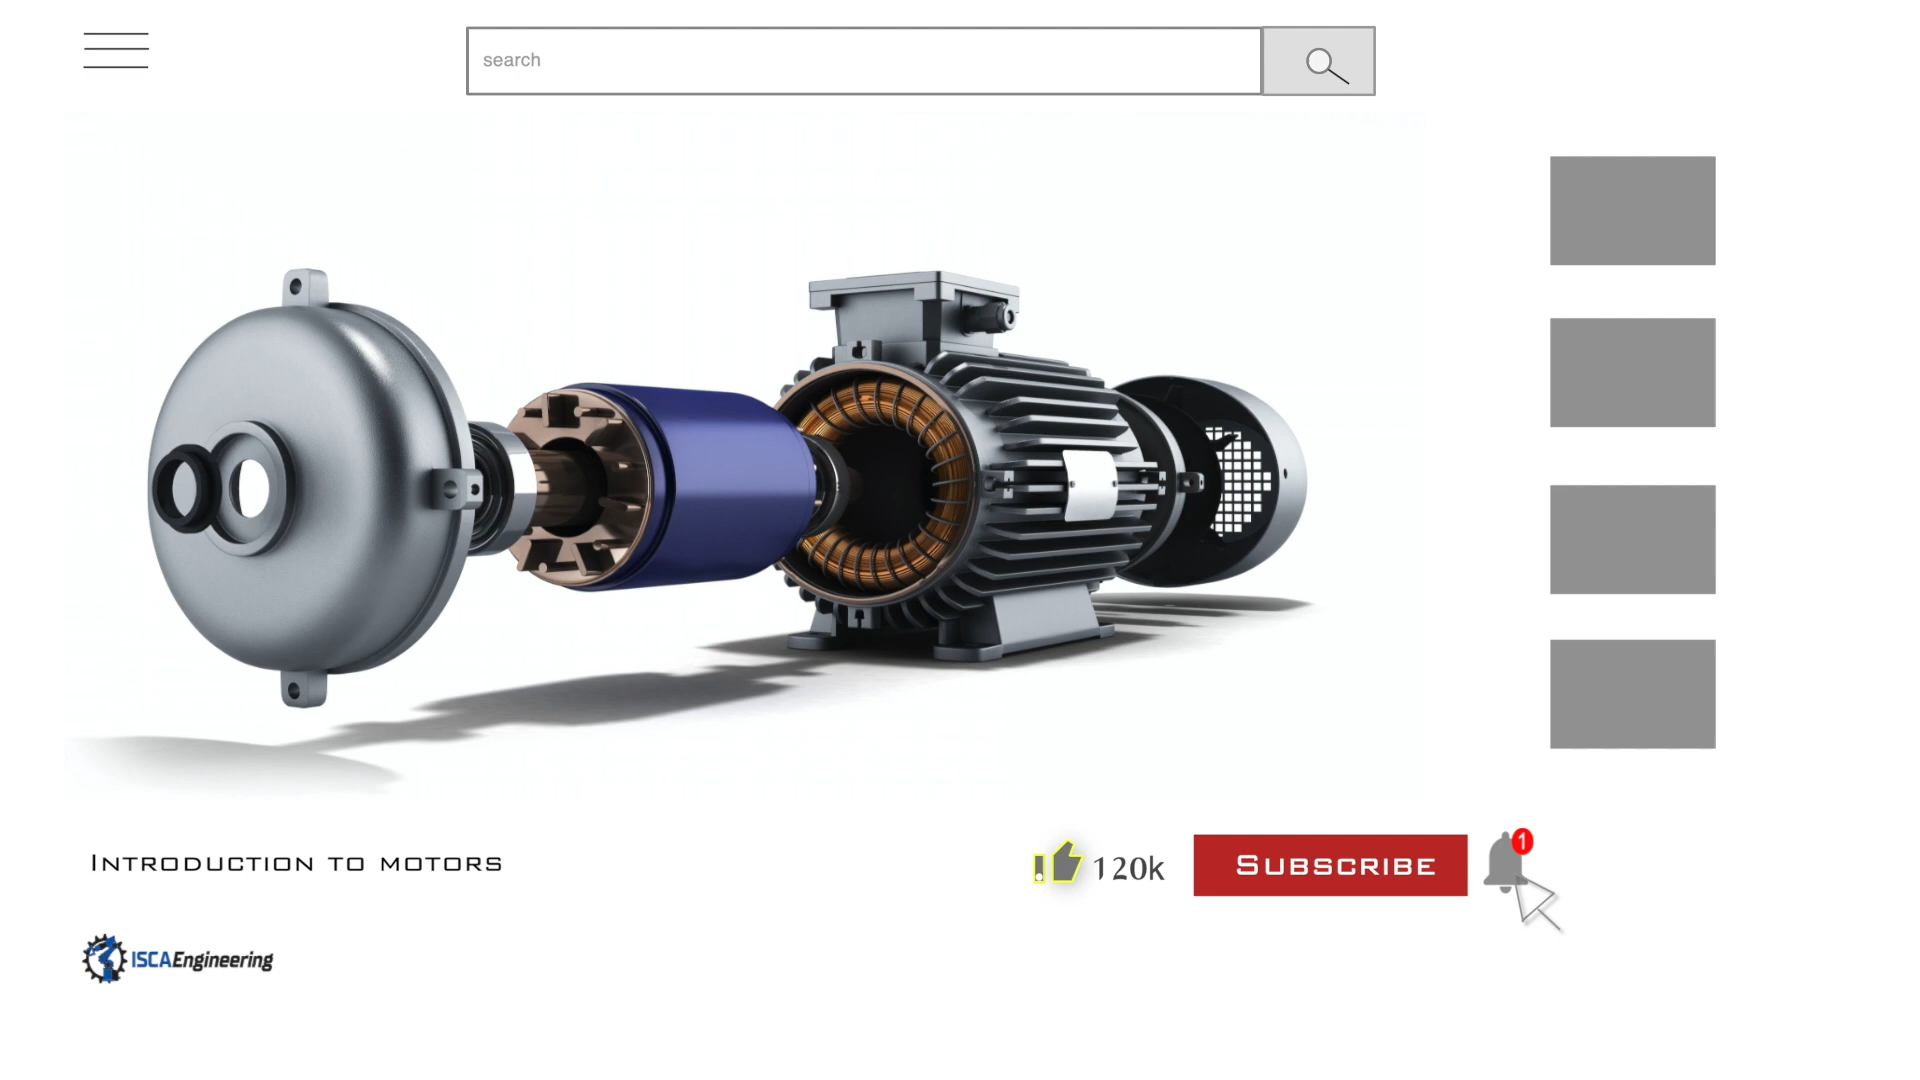 search
Introduction to motors
120k
Subscribe
1
ISCAEngineering